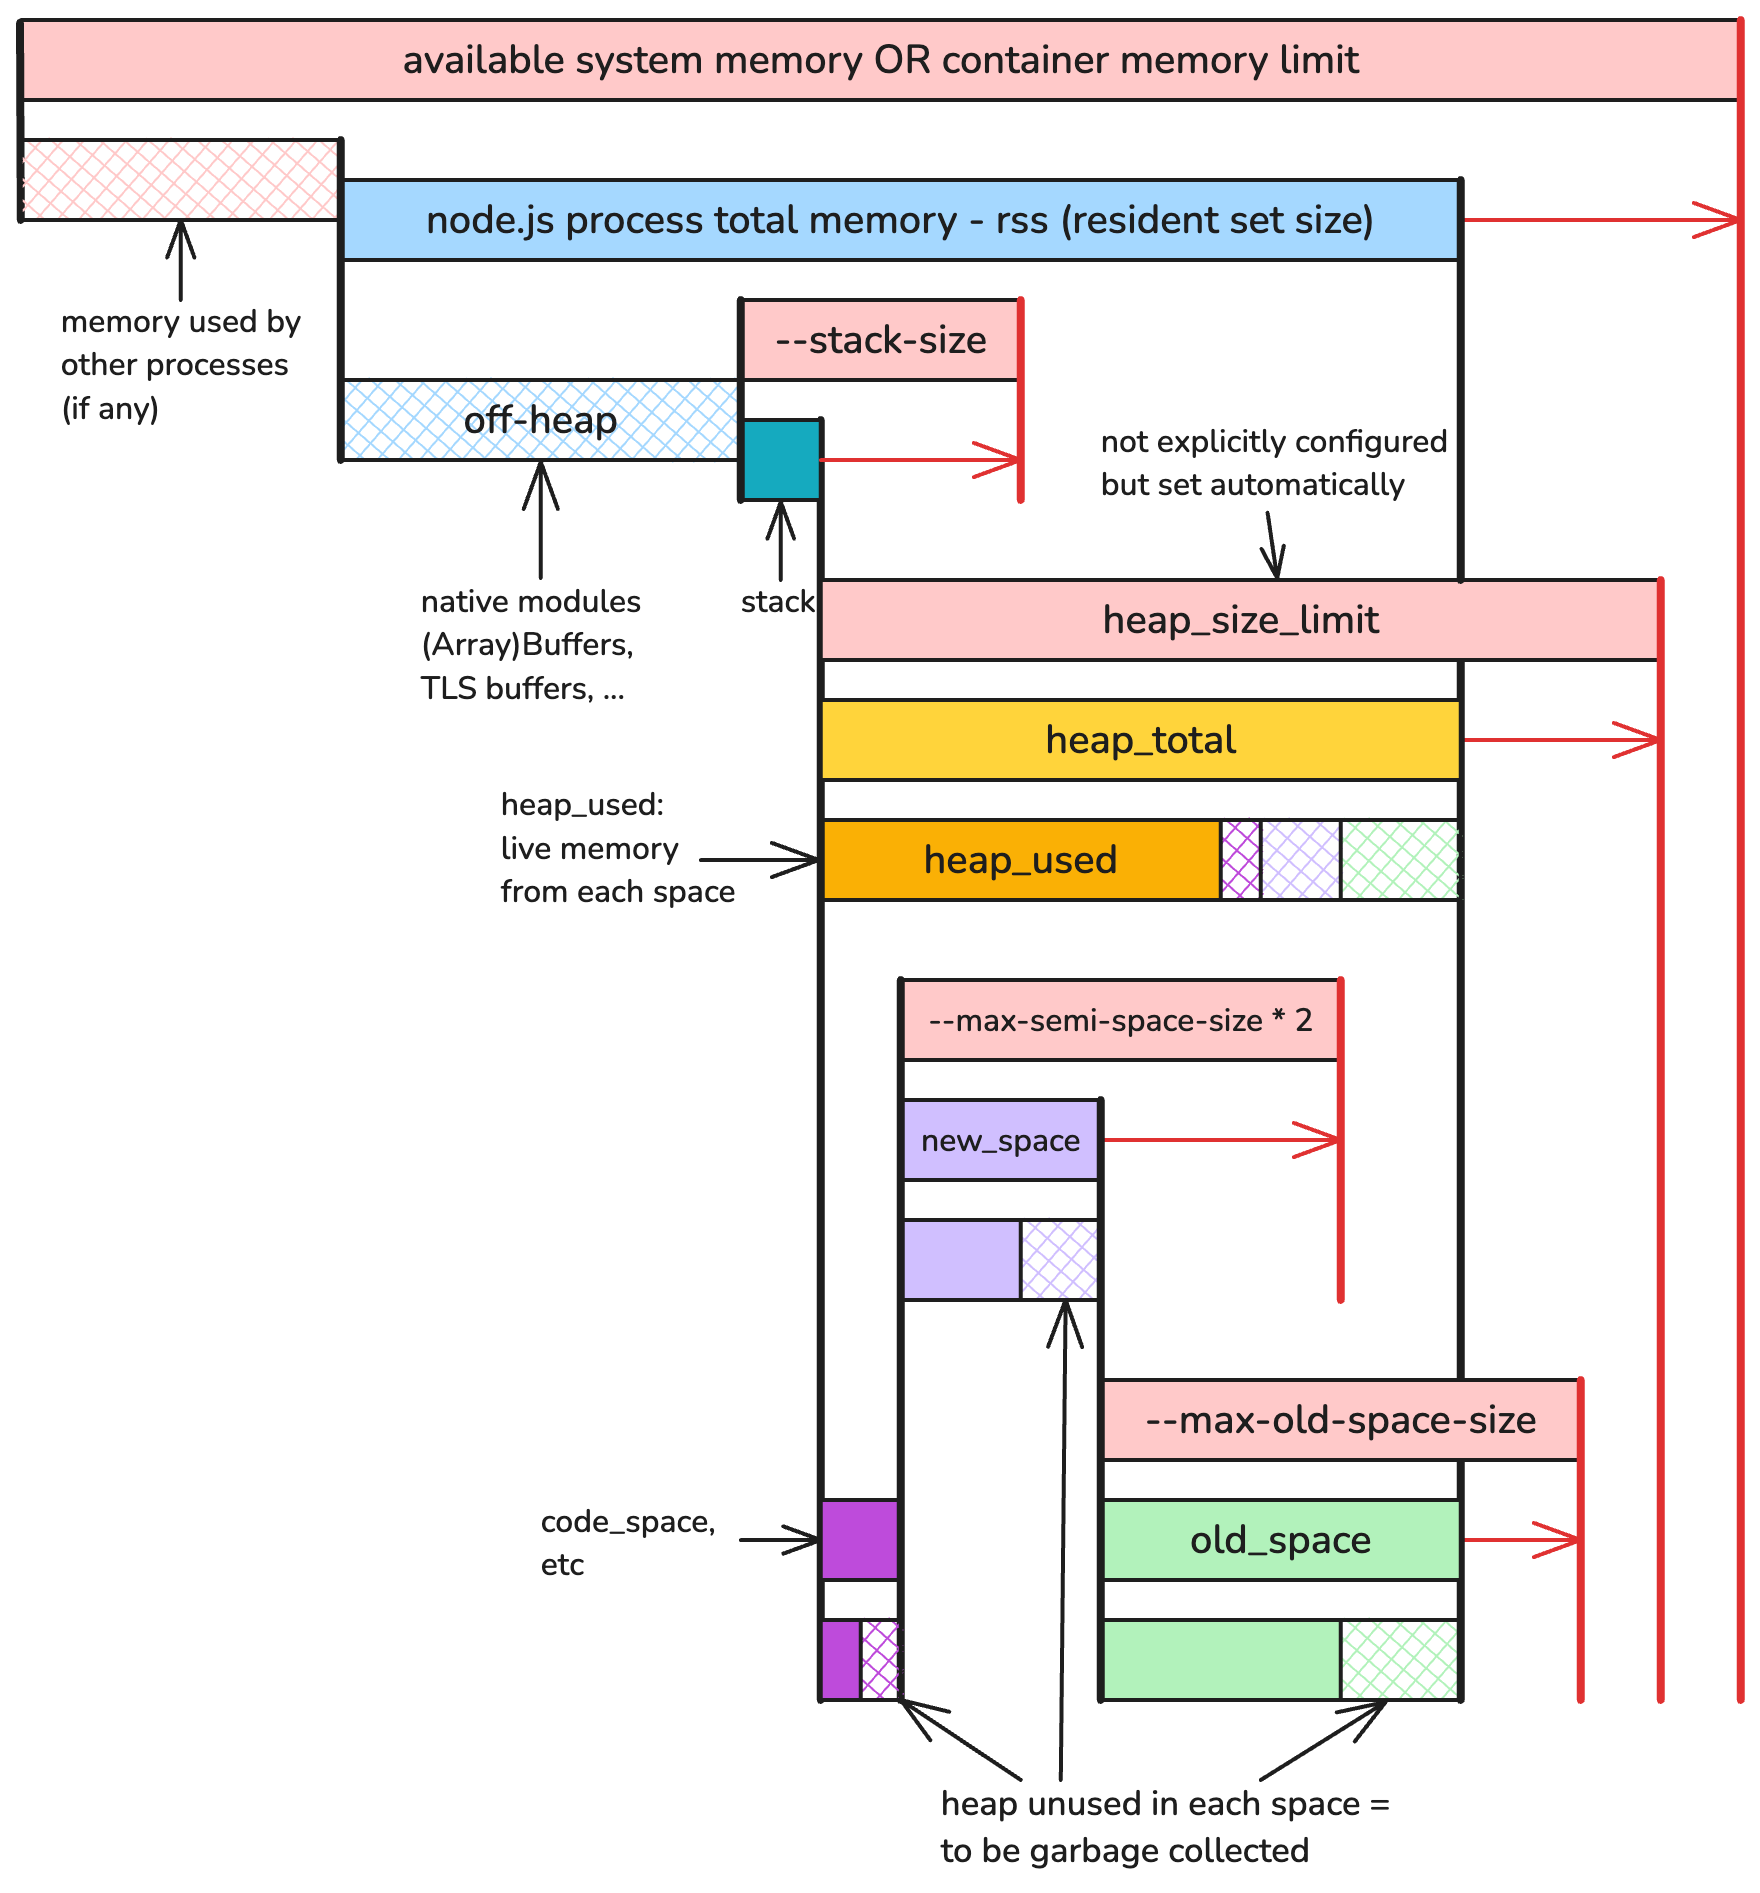 available system memory OR container memory limit
node.js process total memory - rss (resident set size)
memory used by
other processes
(if any)
--stack-size
off-heap
not explicitly configured
but set automatically
native modules
(Array)Buffers,
TLS buffers, ...
stack
heap_size_limit
heap_total
heap_used:
live memory
from each space
heap_used
--max-semi-space-size * 2
new_space
--max-old-space-size
code_space,
etc
old_space
heap unused in each space =
to be garbage collected